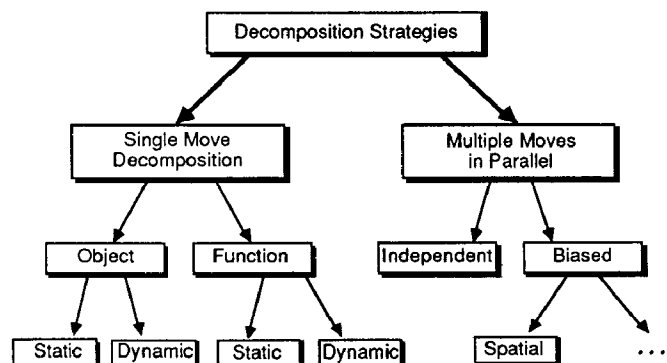 Decomposition Strategies
Single Move
Decomposition
Multiple Moves
in Parallel
Object
Function
Independent
Biased
Static
Dynamic
Static
Dynamic
Spatial
...